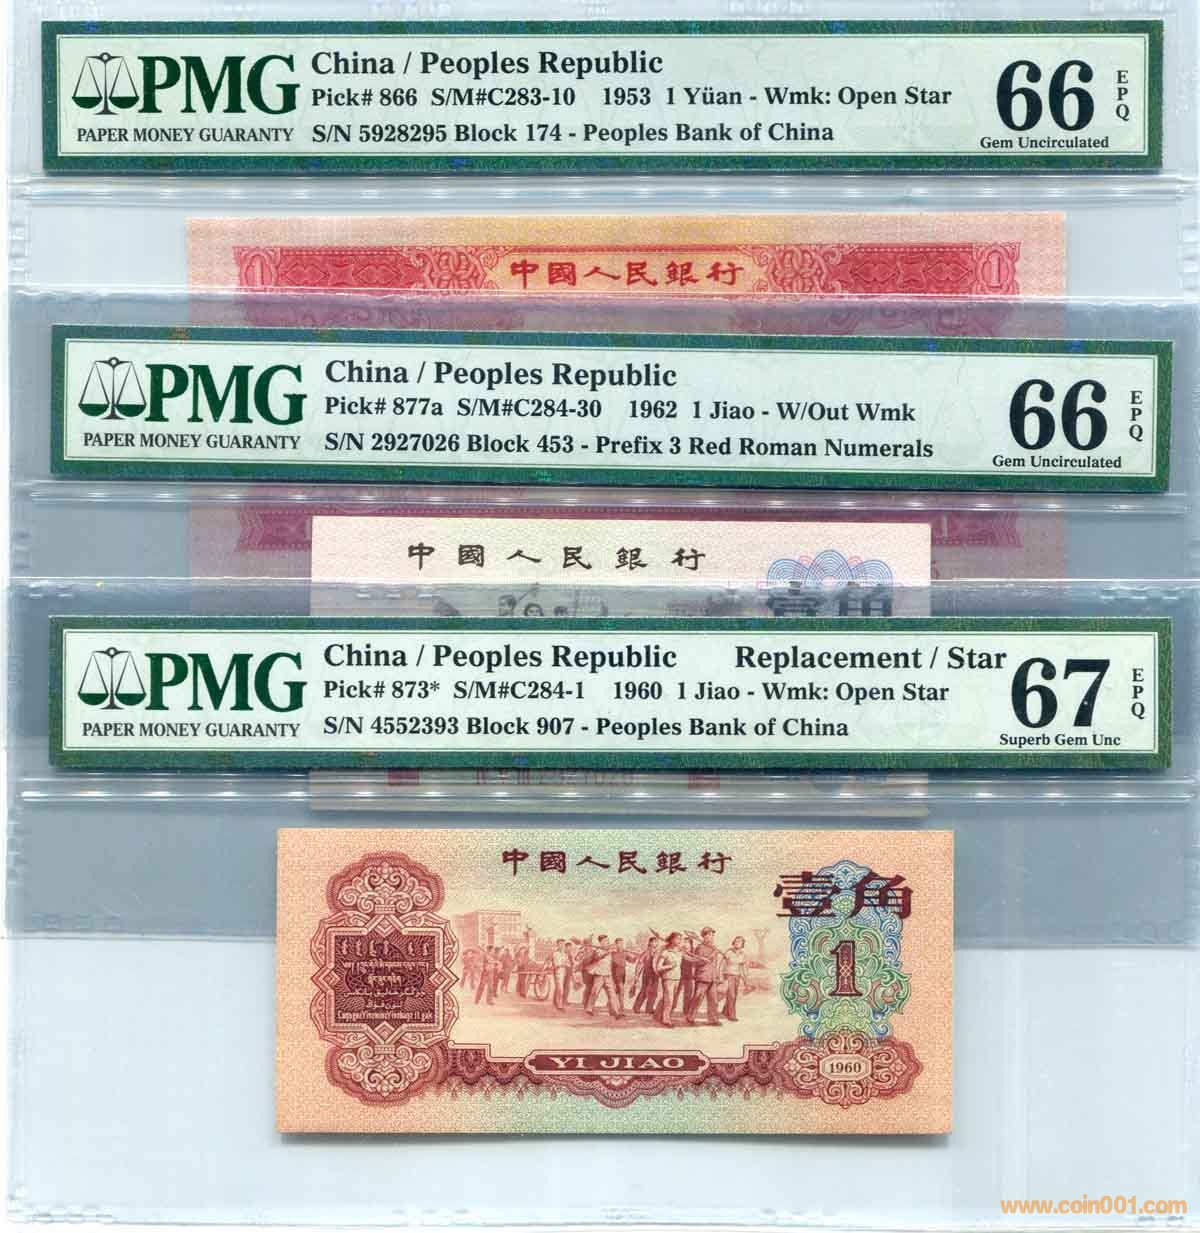 PMG
PAPER MONEY GUARANTY
China / Peoples Republic
Pick# 866 S/M#C283-10 1953 1 Yüan - Wmk: Open Star
S/N 5928295 Block 174 - Peoples Bank of China
66
EPQ
Gem Uncirculated
1
中國人民銀行
1
PMG
PAPER MONEY GUARANTY
China / Peoples Republic
Pick# 877a S/M#C284-30 1962 1 Jiao - W/Out Wmk
S/N 2927026 Block 453 - Prefix 3 Red Roman Numerals
66
EPQ
Gem Uncirculated
中國人民銀行
壹角
PMG
PAPER MONEY GUARANTY
China / Peoples Republic Replacement / Star
Pick# 873* S/M#C284-1 1960 1 Jiao - Wmk: Open Star
S/N 4552393 Block 907 - Peoples Bank of China
67
EPQ
Superb Gem Unc
中國人民銀行
壹角
1
YI JIAO
1960
www.coin001.com